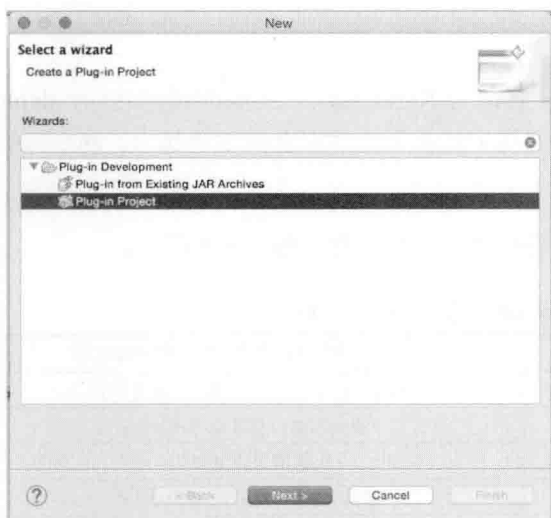 New
Select a wizard
Create a Plug-in Project
Wizards:
Plug-in Development
Plug-in from Existing JAR Archives
Plug-in Project
?
< Back
Next >
Cancel
Finish